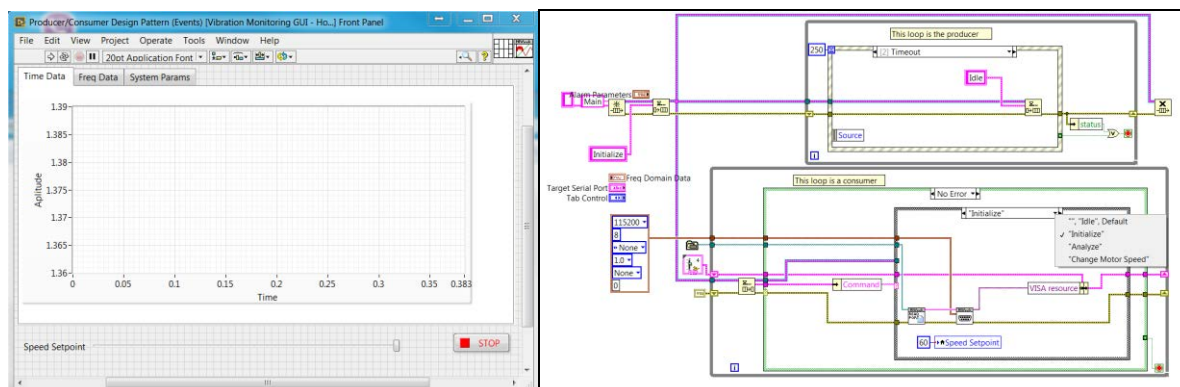 Producer/Consumer Design Pattern (Events) [Vibration Monitoring GUI - Ho...] Front Panel
File Edit View Project Operate Tools Window Help
20pt Application Font
Time Data Freq Data System Params
1.39
1.385
1.38
1.375
1.37
1.365
1.36
Aplitude
0 0.05 0.1 0.15 0.2 0.25 0.3 0.383
Time
Speed Setpoint
STOP
This loop is the producer
250
[2] Timeout
Idle
Alarm Parameters
Main
status
Source
Initialize
i
This loop is a consumer
Freq Domain Data
Target Serial Port
Tab Control
No Error
"Initialize"
"", "Idle", Default
"Initialize"
"Analyze"
"Change Motor Speed"
115200
8
None
1.0
None
0
Command
VISA resource
60
Speed Setpoint
i